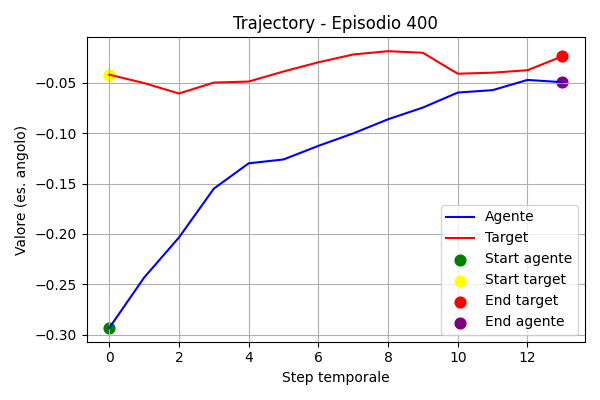 Trajectory - Episodio 400
Valore (es. angolo)
−0.05
−0.10
−0.15
−0.20
−0.25
−0.30
0 2 4 6 8 10 12
Step temporale
Agente
Target
Start agente
Start target
End target
End agente